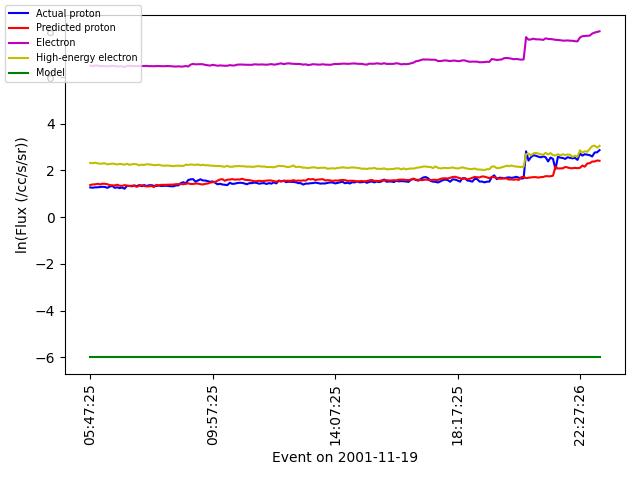 Actual proton
Predicted proton
Electron
High-energy electron
Model
8
6
4
2
0
−2
−4
−6
ln(Flux (/cc/s/sr))
05:47:25
09:57:25
14:07:25
18:17:25
22:27:26
Event on 2001-11-19